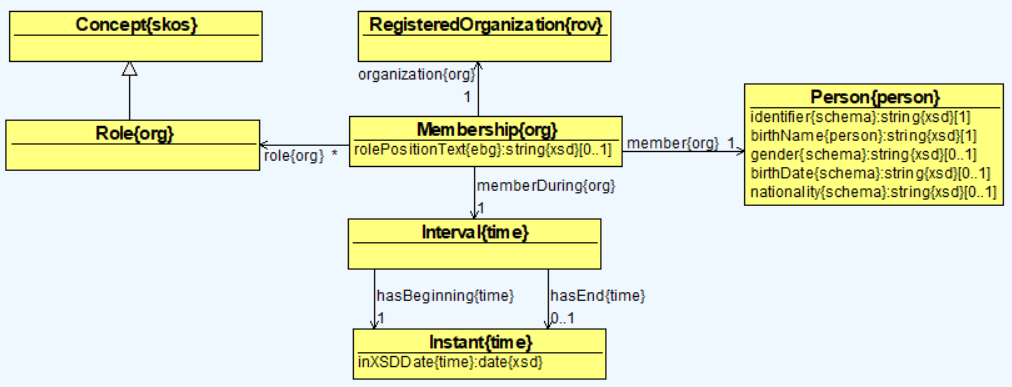 Concept{skos}
RegisteredOrganization{rov}
organization{org}
1
Person{person}
identifier{schema}:string{xsd}[1]
birthName{person}:string{xsd}[1]
gender{schema}:string{xsd}[0..1]
birthDate{schema}:string{xsd}[0..1]
nationality{schema}:string{xsd}[0..1]
Role{org}
role{org} *
Membership{org}
rolePositionText{ebg}:string{xsd}[0..1]
member{org} 1
memberDuring{org}
1
Interval{time}
hasBeginning{time}
1
hasEnd{time}
0..1
Instant{time}
inXSDDate{time}:date{xsd}